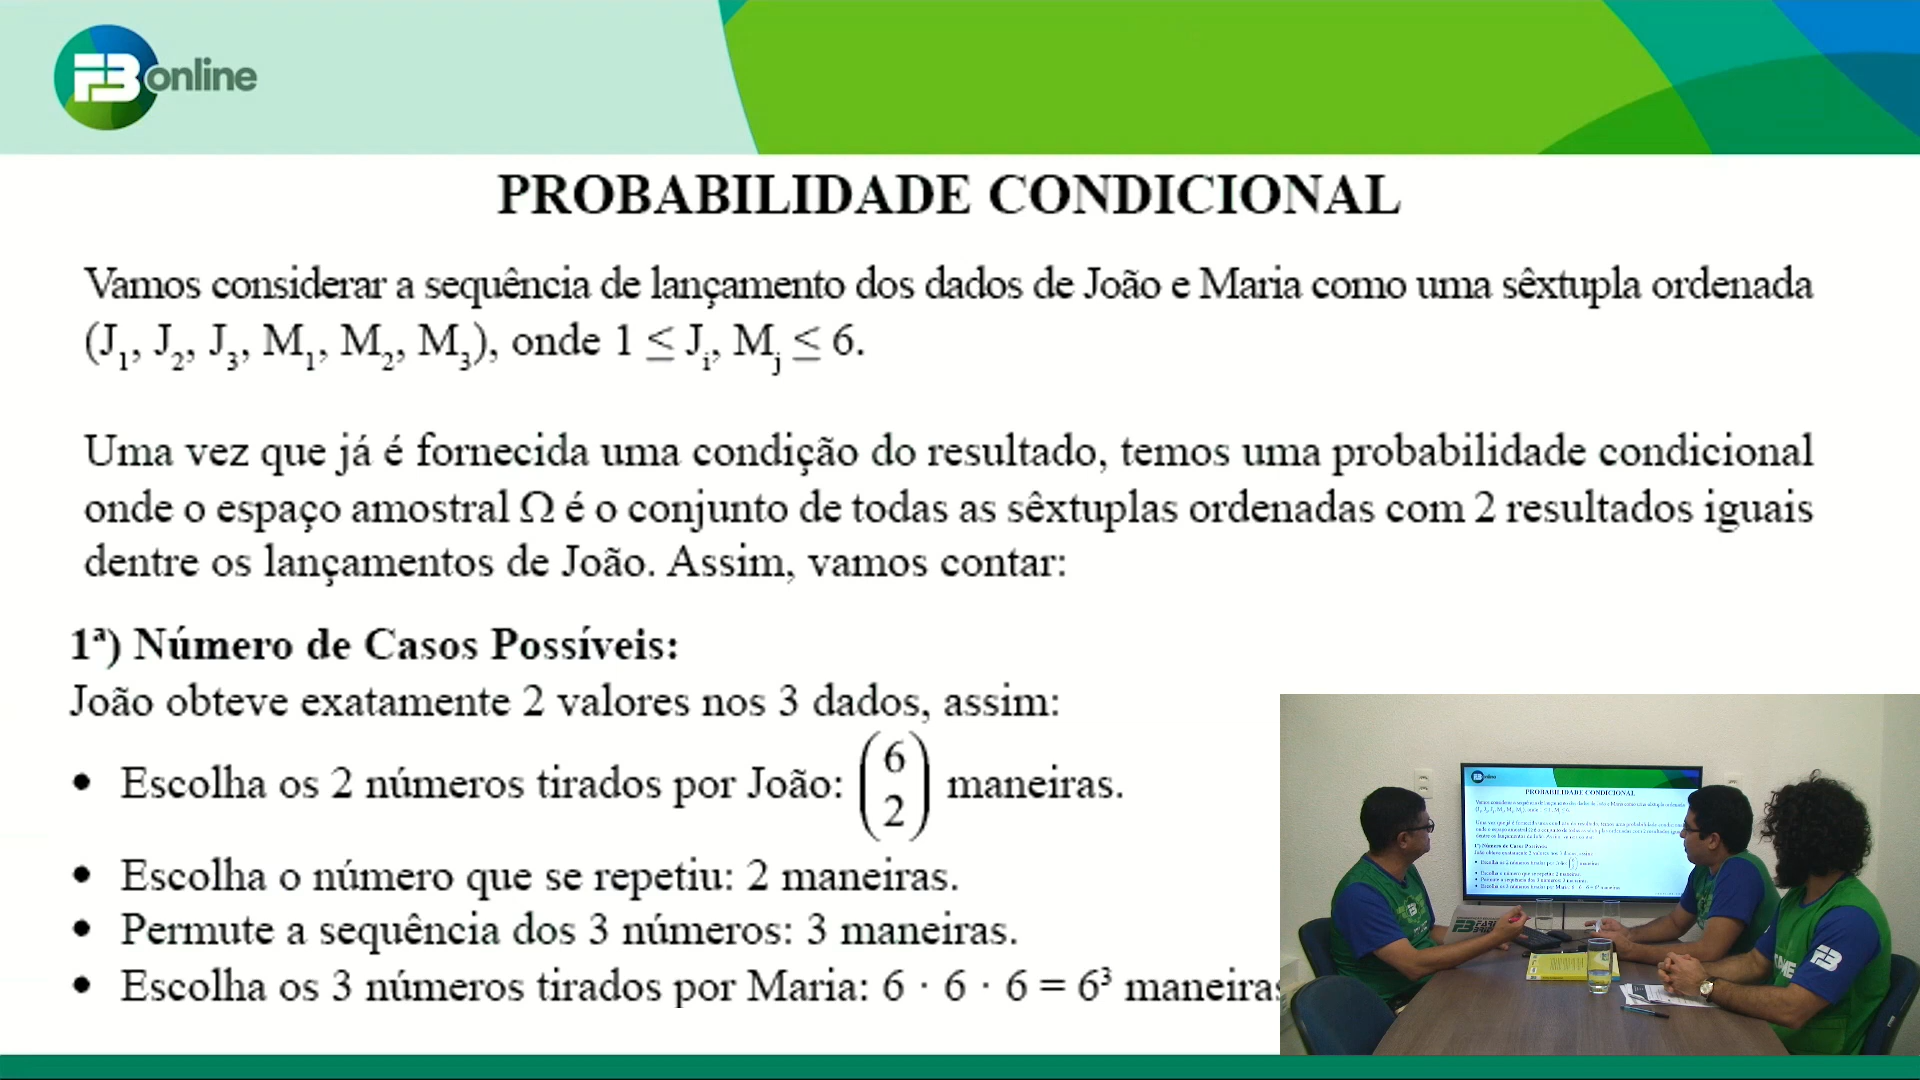 FB online
PROBABILIDADE CONDICIONAL
Vamos considerar a sequência de lançamento dos dados de João e Maria como uma sêxtupla ordenada
(J₁, J₂, J₃, M₁, M₂, M₃), onde 1 ≤ Jᵢ, Mⱼ ≤ 6.
Uma vez que já é fornecida uma condição do resultado, temos uma probabilidade condicional
onde o espaço amostral Ω é o conjunto de todas as sêxtuplas ordenadas com 2 resultados iguais
dentre os lançamentos de João. Assim, vamos contar:
1ª) Número de Casos Possíveis:
João obteve exatamente 2 valores nos 3 dados, assim:
• Escolha os 2 números tirados por João: (6 2) maneiras.
• Escolha o número que se repetiu: 2 maneiras.
• Permute a sequência dos 3 números: 3 maneiras.
• Escolha os 3 números tirados por Maria: 6 · 6 · 6 = 6³ maneiras
PROBABILIDADE CONDICIONAL
FB